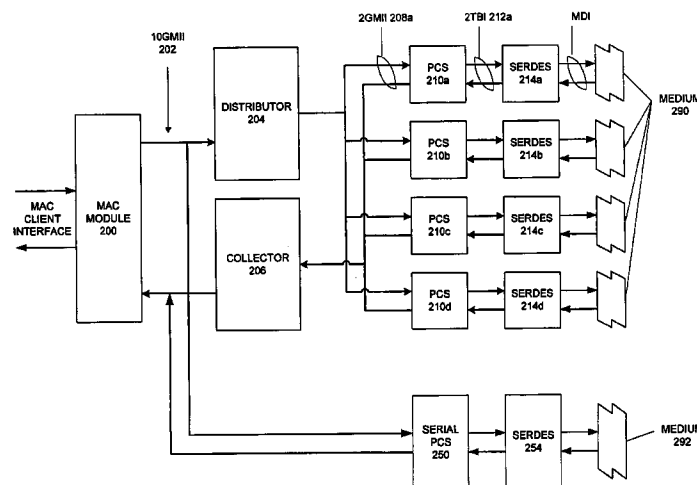 2GMII 208a
2TBI 212a
MDI
10GMII
202
PCS
210a
SERDES
214a
DISTRIBUTOR
204
MEDIUM
290
PCS
210b
SERDES
214b
MAC
CLIENT
INTERFACE
MAC
MODULE
200
PCS
210c
SERDES
214c
COLLECTOR
206
PCS
210d
SERDES
214d
SERIAL
PCS
250
SERDES
254
MEDIUM
292